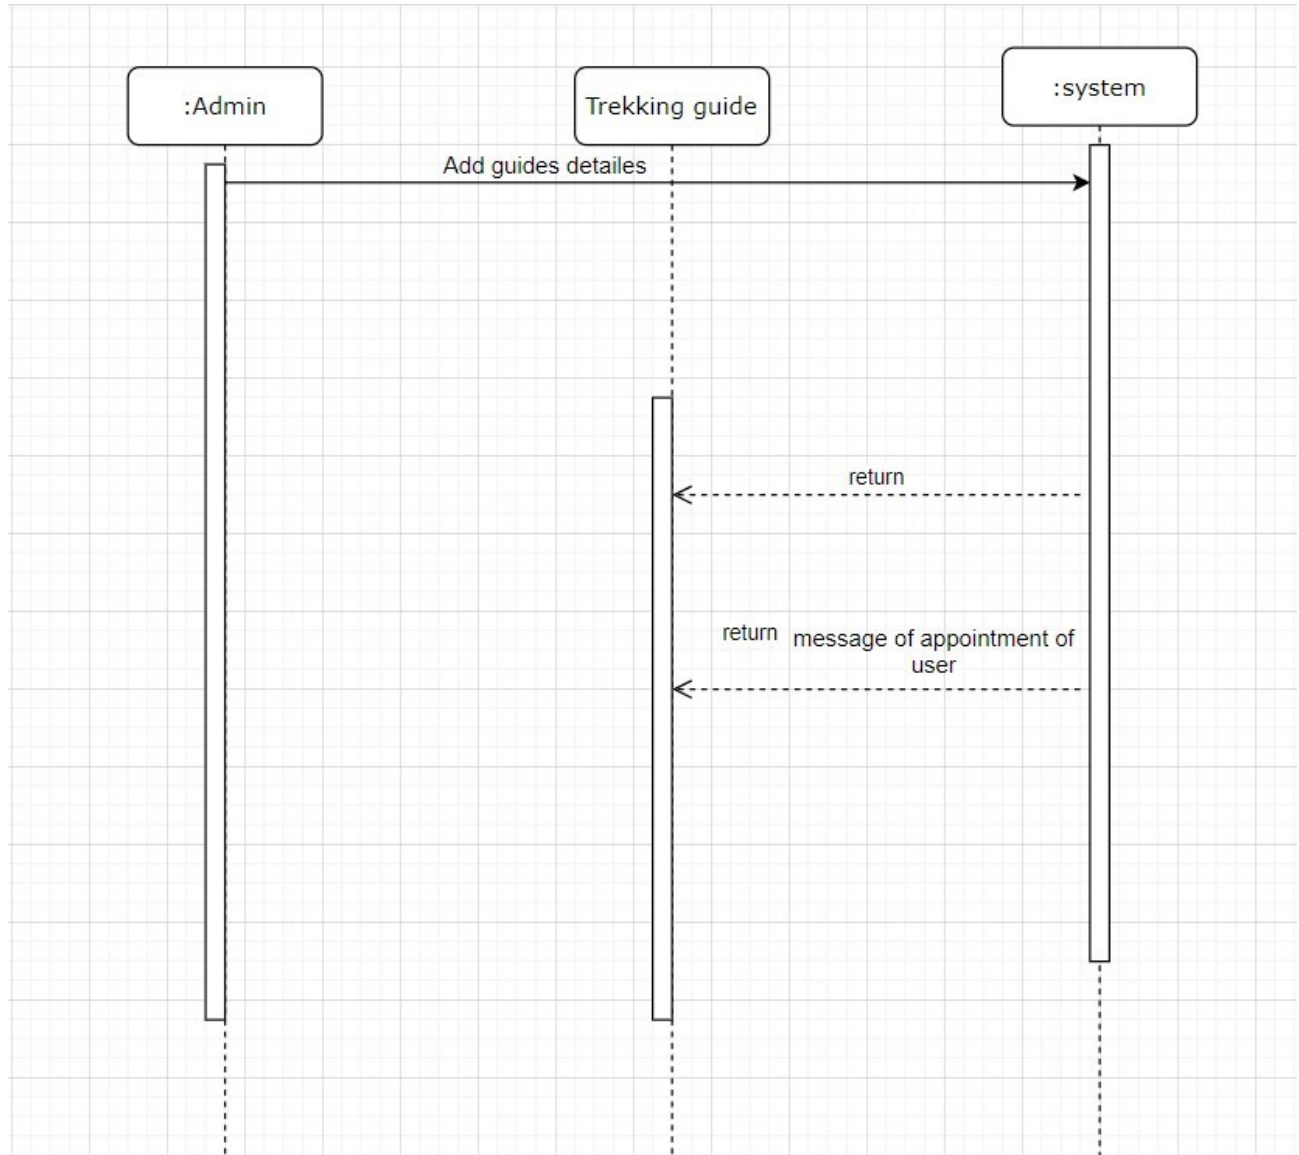 :Admin
Trekking guide
:system
Add guides detailes
return
return
message of appointment of
user